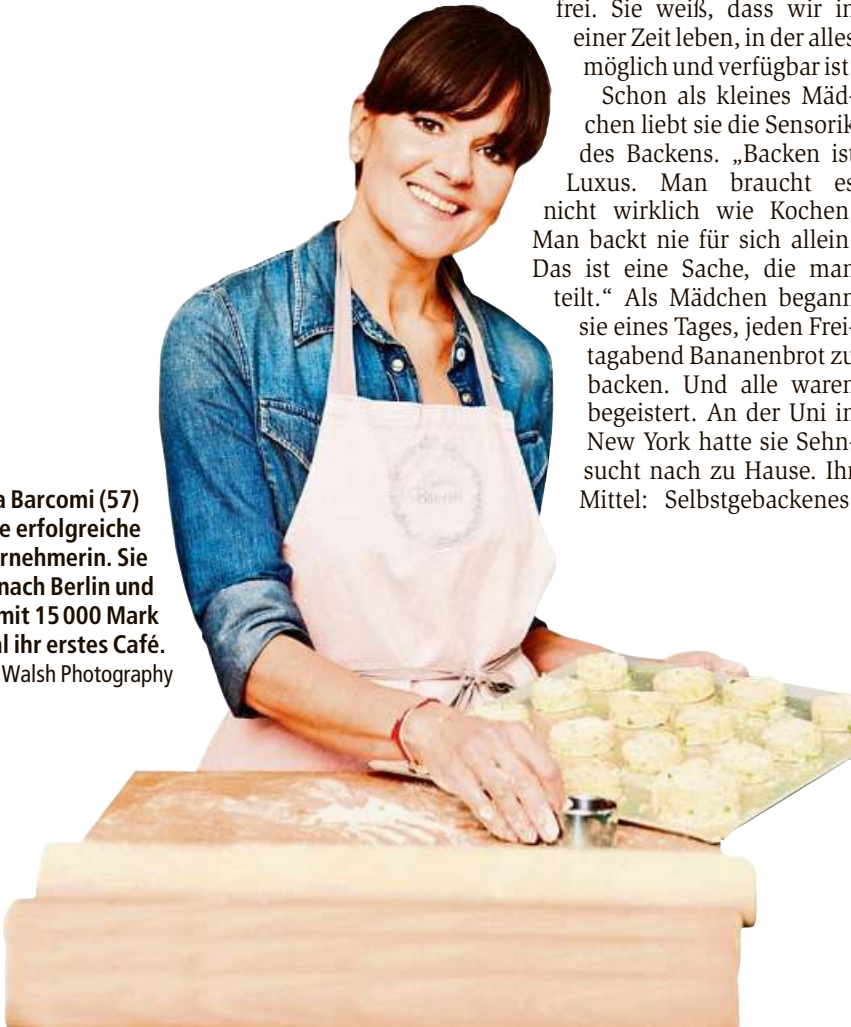 a Barcomi (57)
e erfolgreiche
rnehmerin. Sie
nach Berlin und
mit 15 000 Mark
l ihr erstes Café.
Walsh Photography
frei. Sie weiß, dass wir in
einer Zeit leben, in der alles
möglich und verfügbar ist
Schon als kleines Mäd-
chen liebt sie die Sensorik
des Backens. „Backen ist
Luxus. Man braucht es
nicht wirklich wie Kochen
Man backt nie für sich allein
Das ist eine Sache, die man
teilt.“ Als Mädchen begann
sie eines Tages, jeden Frei-
tagabend Bananenbrot zu
backen. Und alle waren
begeistert. An der Uni in
New York hatte sie Sehn-
sucht nach zu Hause. Ihr
Mittel: Selbstgebackenes